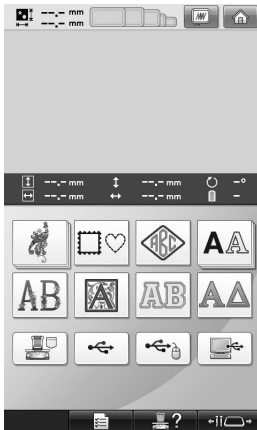 --.- mm
--.- mm
--.- mm --.- mm -°
--.- mm --.- mm -
ABC AA
AB A AB AΔ
?